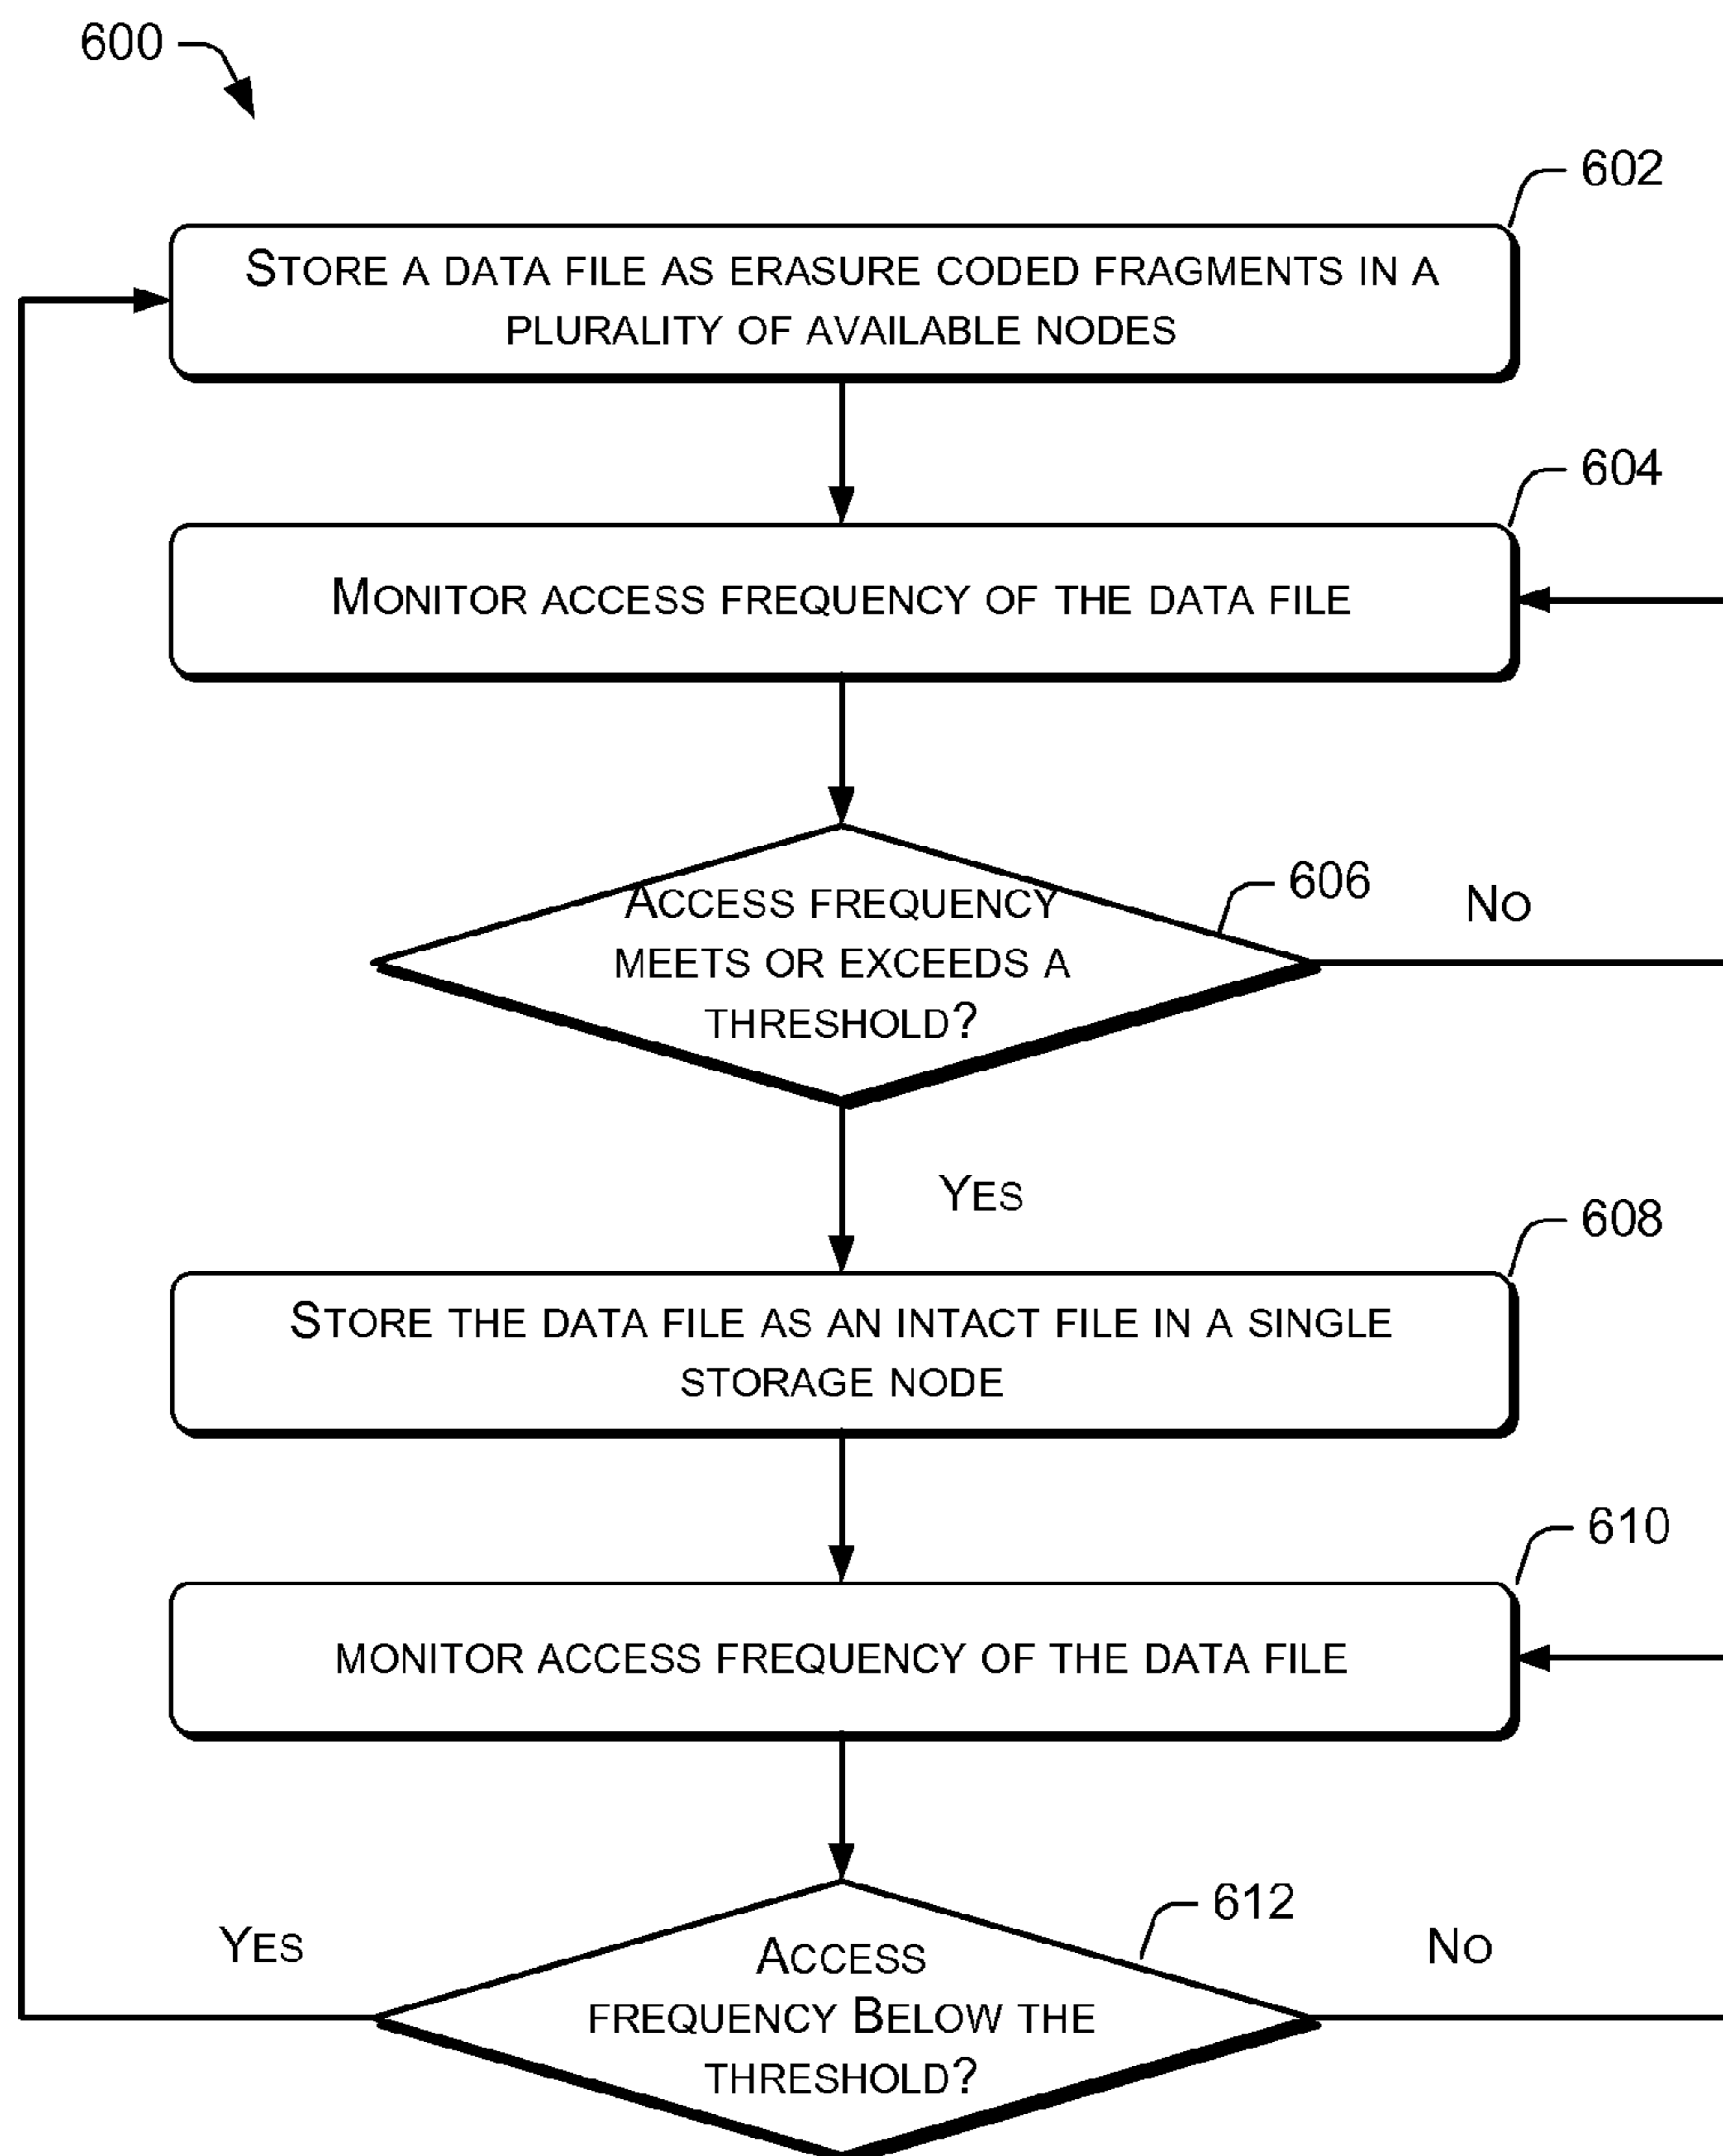 600
602
STORE A DATA FILE AS ERASURE CODED FRAGMENTS IN A
PLURALITY OF AVAILABLE NODES
604
MONITOR ACCESS FREQUENCY OF THE DATA FILE
606
NO
ACCESS FREQUENCY
MEETS OR EXCEEDS A
THRESHOLD?
YES
608
STORE THE DATA FILE AS AN INTACT FILE IN A SINGLE
STORAGE NODE
610
MONITOR ACCESS FREQUENCY OF THE DATA FILE
612
YES
NO
ACCESS
FREQUENCY BELOW THE
THRESHOLD?